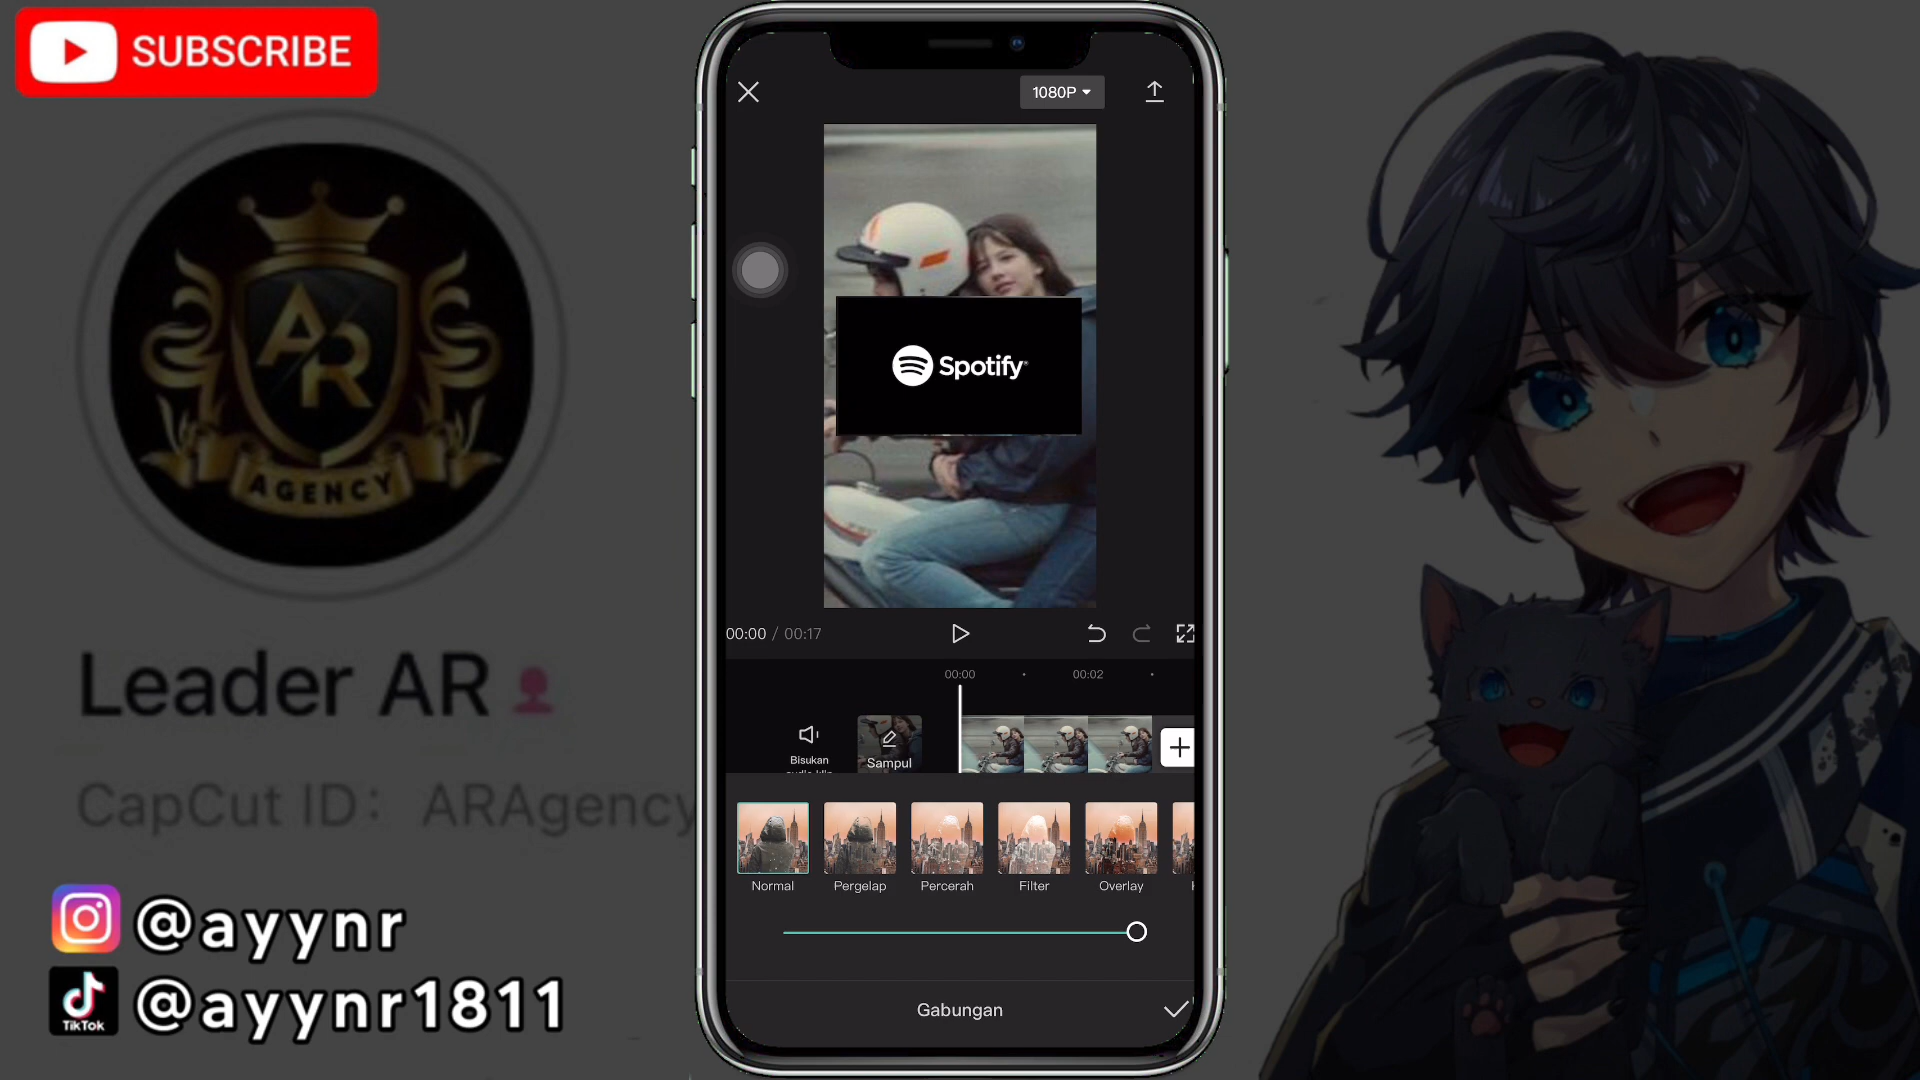 SUBSCRIBE
AR
AGENCY
Leader AR
CapCut ID: ARAgency
@ayynr
TikTok
@ayynr1811
1080P
Spotify
00:00 / 00:17
00:00
00:02
Bisukan
Sampul
Normal
Pergelap
Percerah
Filter
Overlay
Gabungan